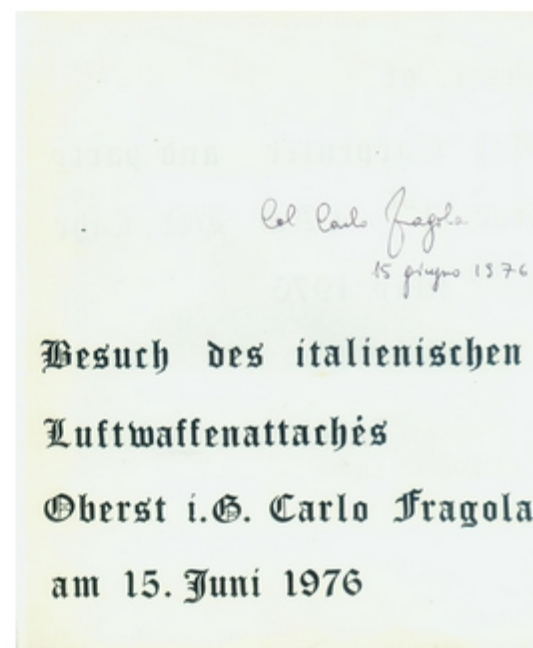 Col Carlo Fragola
15 giugno 1976
Besuch des italienischen
Luftwaffenattachés
Oberst i.G. Carlo Fragola
am 15. Juni 1976